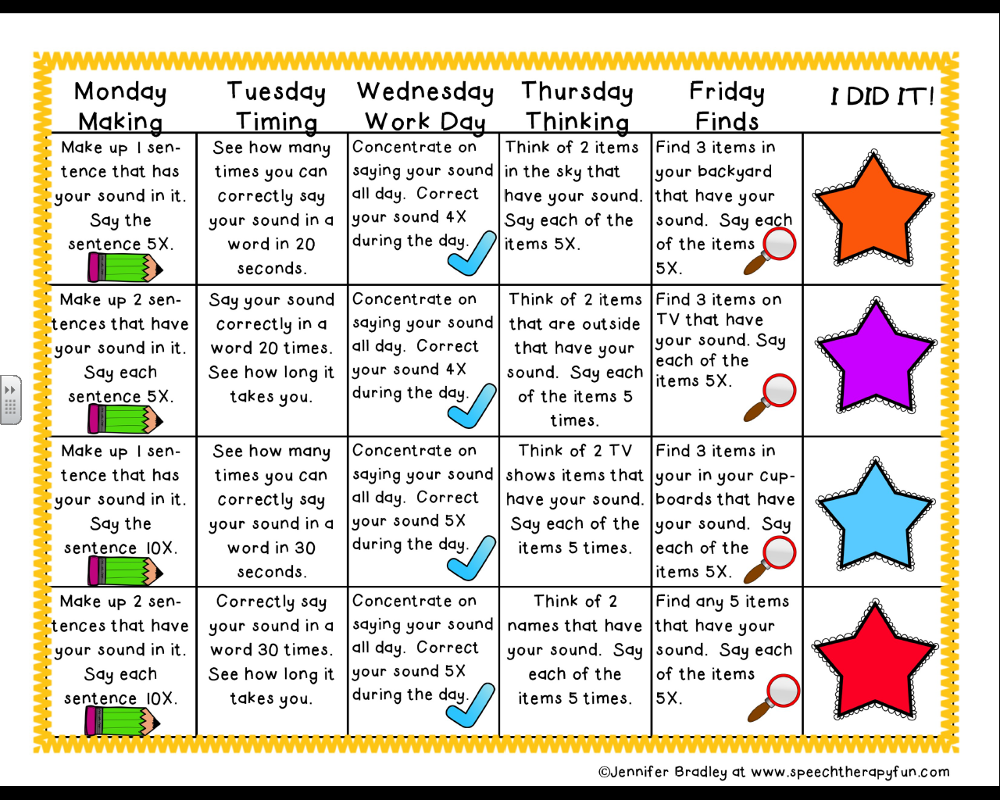 Monday
Making
Tuesday
Timing
Wednesday
Work Day
Thursday
Thinking
Friday
Finds
I DID IT!
Make up 1 sen-
tence that has
your sound in it.
Say the
sentence 5X.
See how many
times you can
correctly say
your sound in a
word in 20
seconds.
Concentrate on
saying your sound
all day. Correct
your sound 4X
during the day.
Think of 2 items
in the sky that
have your sound.
Say each of the
items 5X.
Find 3 items in
your backyard
that have your
sound. Say each
of the items
5X.
Make up 2 sen-
tences that have
your sound in it.
Say each
sentence 5X.
Say your sound
correctly in a
word 20 times.
See how long it
takes you.
Concentrate on
saying your sound
all day. Correct
your sound 4X
during the day.
Think of 2 items
that are outside
that have your
sound. Say each
of the items 5
times.
Find 3 items on
TV that have
your sound. Say
each of the
items 5X.
Make up 1 sen-
tence that has
your sound in it.
Say the
sentence 10X.
See how many
times you can
correctly say
your sound in a
word in 30
seconds.
Concentrate on
saying your sound
all day. Correct
your sound 5X
during the day.
Think of 2 TV
shows items that
have your sound.
Say each of the
items 5 times.
Find 3 items in
your in your cup-
boards that have
your sound. Say
each of the
items 5X.
Make up 2 sen-
tences that have
your sound in it.
Say each
sentence 10X.
Correctly say
your sound in a
word 30 times.
See how long it
takes you.
Concentrate on
saying your sound
all day. Correct
your sound 5X
during the day.
Think of 2
names that have
your sound. Say
each of the
items 5 times.
Find any 5 items
that have your
sound. Say each
of the items
5X.
©Jennifer Bradley at www.speechtherapyfun.com